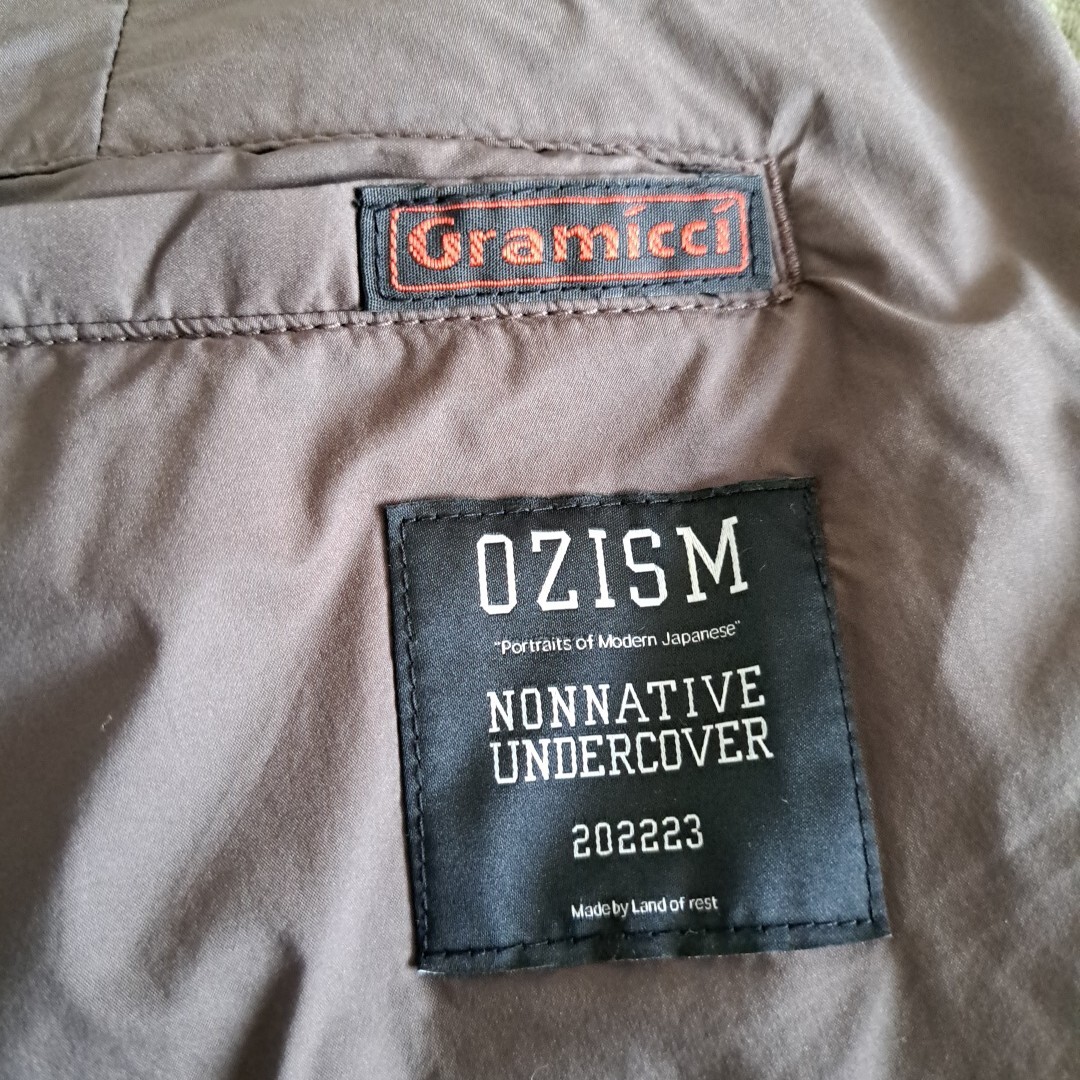 Gramicci
OZISM
"Portraits of Modern Japanese"
NONNATIVE
UNDERCOVER
202223
Made by Land of rest